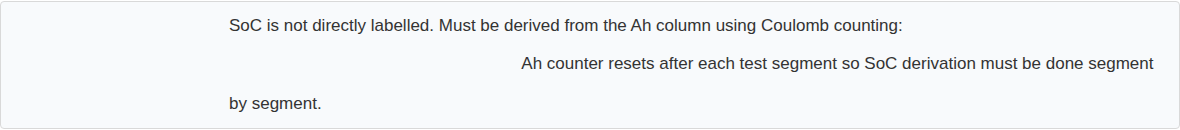 SoC is not directly labelled. Must be derived from the Ah column using Coulomb counting:
Ah counter resets after each test segment so SoC derivation must be done segment
by segment.